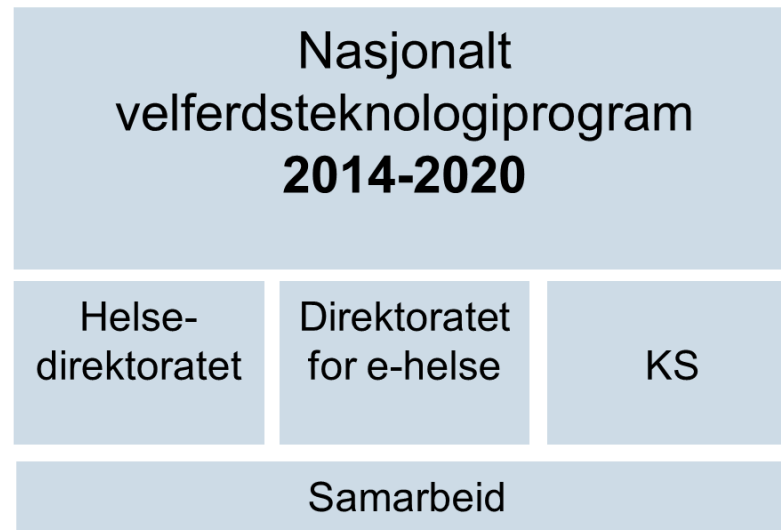 Nasjonalt
velferdsteknologiprogram
2014-2020
Helse-
direktoratet
Direktoratet
for e-helse
KS
Samarbeid